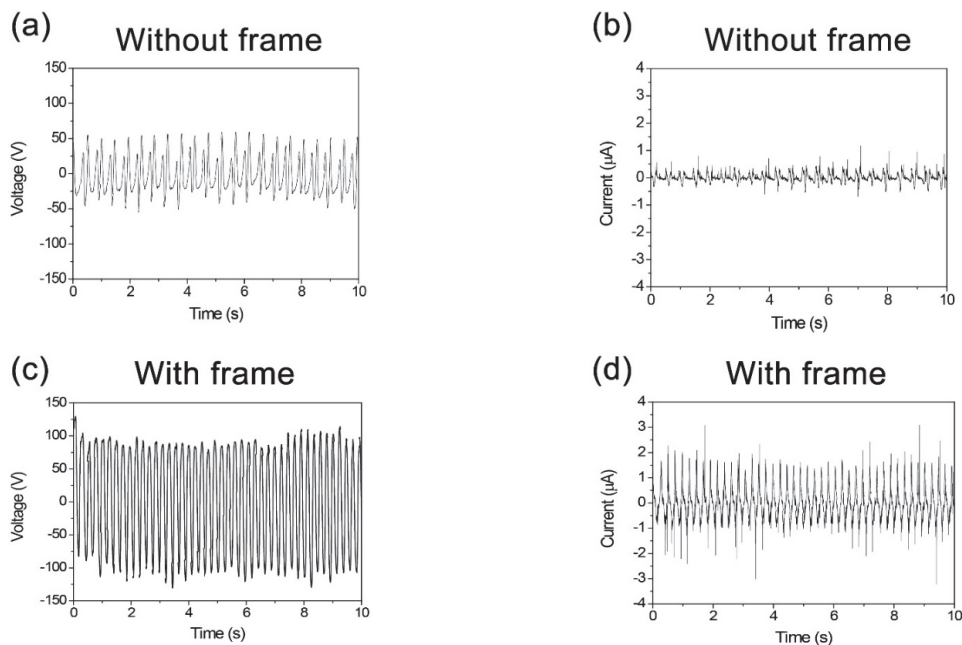 (a) Without frame
150
100
50
0
-50
-100
-150
Voltage (V)
0 2 4 6 8 10
Time (s)
(b) Without frame
4
3
2
1
0
-1
-2
-3
-4
Current (µA)
0 2 4 6 8 10
Time (s)
(c) With frame
150
100
50
0
-50
-100
-150
Voltage (V)
0 2 4 6 8 10
Time (s)
(d) With frame
4
3
2
1
0
-1
-2
-3
-4
Current (µA)
0 2 4 6 8 10
Time (s)